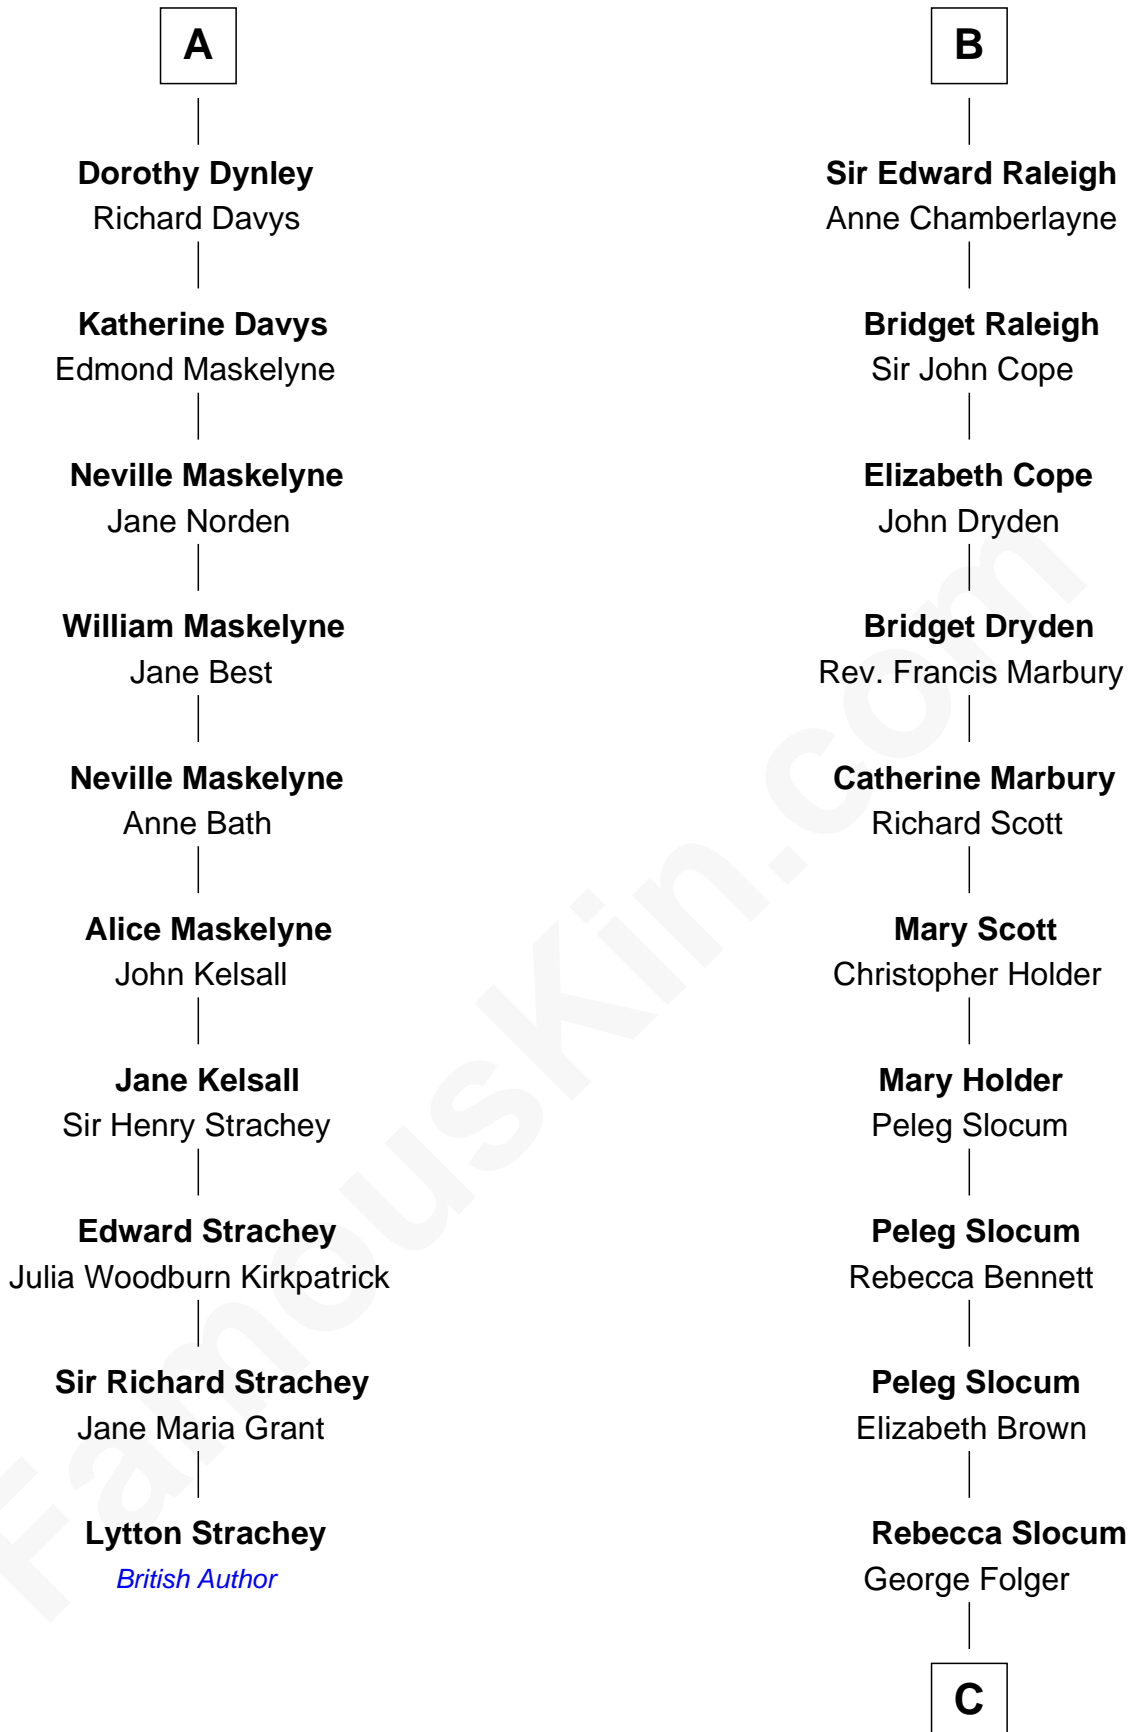 A
Dorothy Dynley
Richard Davys
Katherine Davys
Edmond Maskelyne
Neville Maskelyne
Jane Norden
William Maskelyne
Jane Best
Neville Maskelyne
Anne Bath
Alice Maskelyne
John Kelsall
Jane Kelsall
Sir Henry Strachey
Edward Strachey
Julia Woodburn Kirkpatrick
Sir Richard Strachey
Jane Maria Grant
Lytton Strachey
British Author
B
Sir Edward Raleigh
Anne Chamberlayne
Bridget Raleigh
Sir John Cope
Elizabeth Cope
John Dryden
Bridget Dryden
Rev. Francis Marbury
Catherine Marbury
Richard Scott
Mary Scott
Christopher Holder
Mary Holder
Peleg Slocum
Peleg Slocum
Rebecca Bennett
Peleg Slocum
Elizabeth Brown
Rebecca Slocum
George Folger
C
FamousKin.com